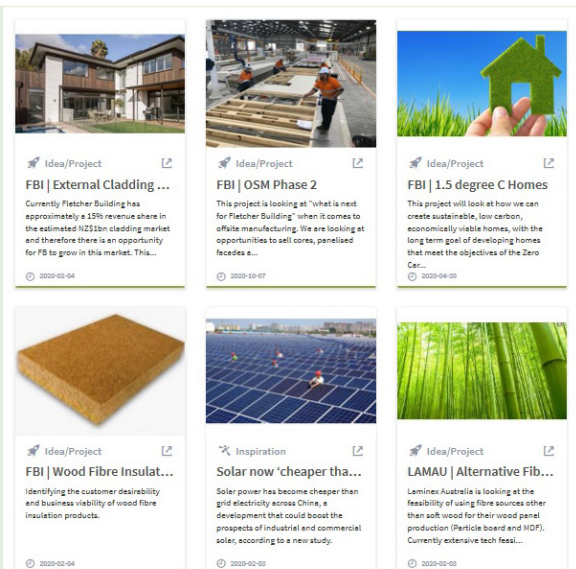 Idea/Project
FBI | External Cladding ...
Currently Fletcher Building has
approximately a 15% revenue share in
the estimated NZ$1bn cladding market
and therefore there is an opportunity
for FB to grow in this market. This...
2020-02-04
Idea/Project
FBI | OSM Phase 2
This project is looking at "what is next
for Fletcher Building" when it comes to
offsite manufacturing. We are looking at
opportunities to sell cores, panelised
facades a...
2020-10-07
Idea/Project
FBI | 1.5 degree C Homes
This project will look at how we can
create sustainable, low carbon,
economically viable homes, with the
long term goal of developing homes
that meet the objectives of the Zero
Car...
2020-04-30
Idea/Project
FBI | Wood Fibre Insulat...
Identifying the customer desirability
and business viability of wood fibre
insulation products.
2020-02-04
Inspiration
Solar now ‘cheaper tha...
Solar power has become cheaper than
grid electricity across China, a
development that could boost the
prospects of industrial and commercial
solar, according to a new study.
2020-02-03
Idea/Project
LAMAU | Alternative Fib...
Laminex Australia is looking at the
feasibility of using fibre sources other
than soft wood for their wood panel
production (Particle board and MDF).
Currently extensive tech feasi...
2020-02-03